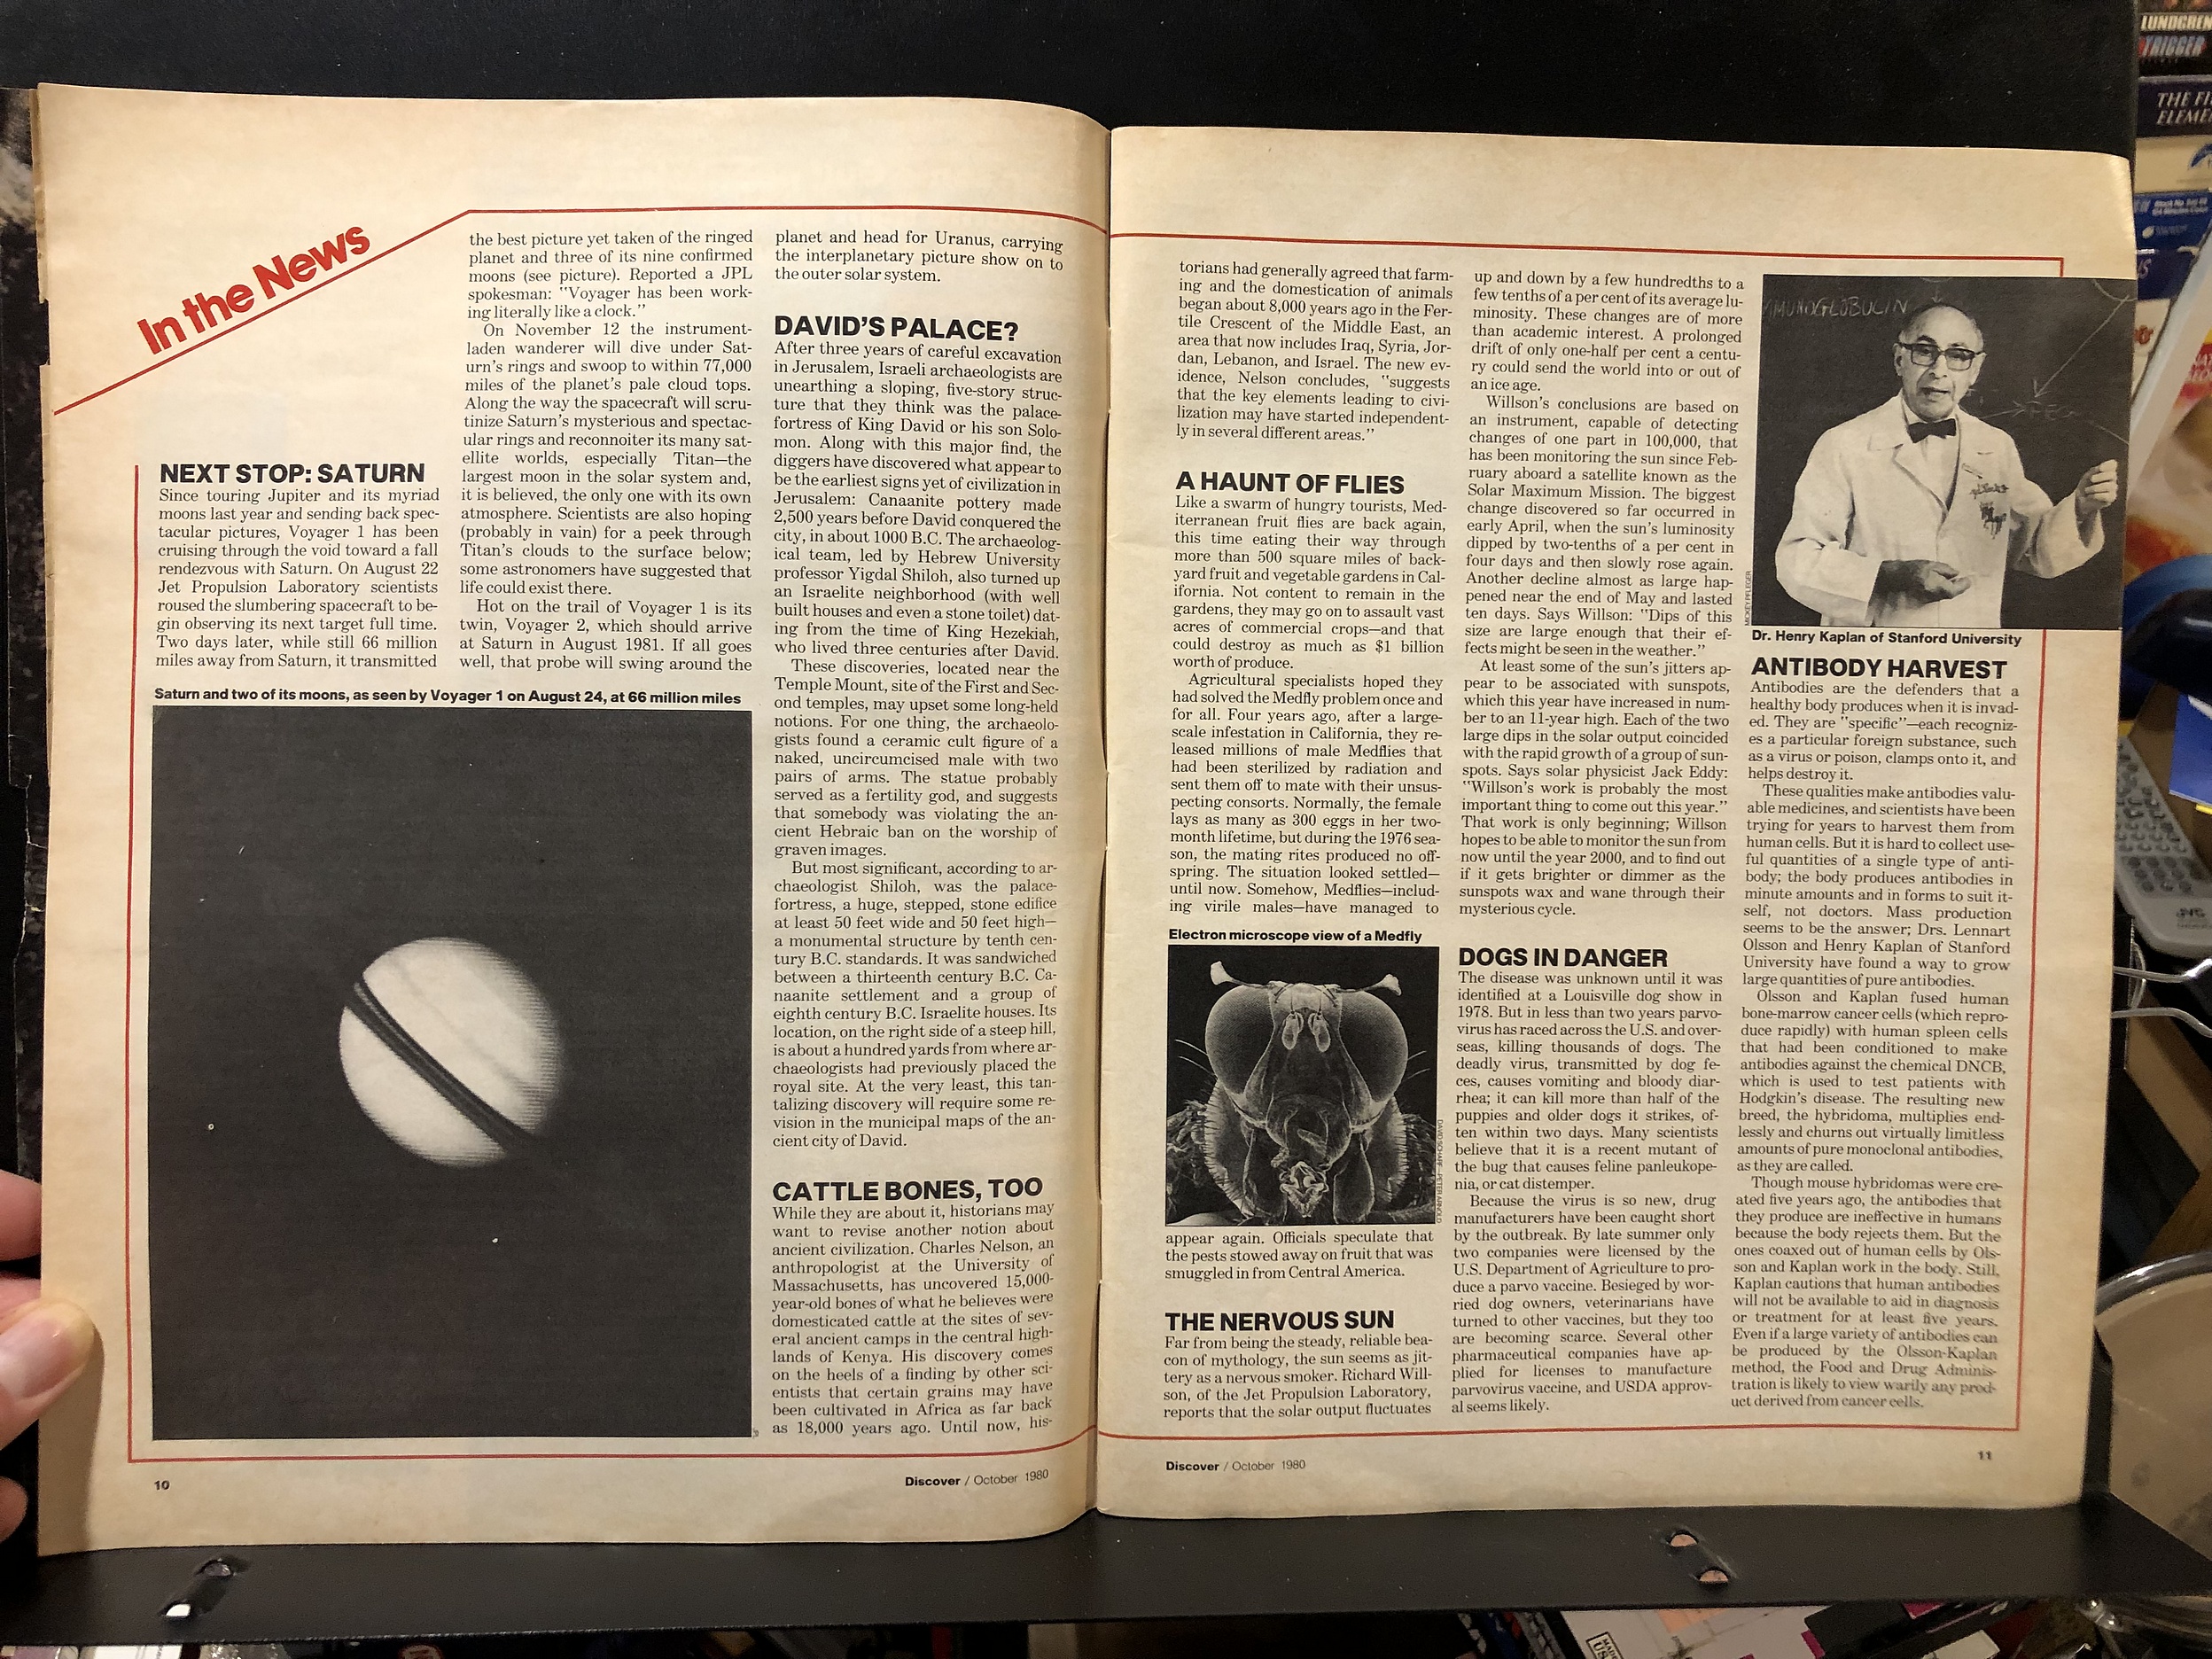 In the News
NEXT STOP: SATURN
Since touring Jupiter and its myriad
moons last year and sending back spec-
tacular pictures, Voyager 1 has been
cruising through the void toward a fall
rendezvous with Saturn. On August 22
Jet Propulsion Laboratory scientists
roused the slumbering spacecraft to be-
gin observing its next target full time.
Two days later, while still 66 million
miles away from Saturn, it transmitted
the best picture yet taken of the ringed
planet and three of its nine confirmed
moons (see picture). Reported a JPL
spokesman: "Voyager has been work-
ing literally like a clock."
On November 12 the instrument-
laden wanderer will dive under Sat-
urn's rings and swoop to within 77,000
miles of the planet's pale cloud tops.
Along the way the spacecraft will scru-
tinize Saturn's mysterious and spectac-
ular rings and reconnoiter its many sat-
ellite worlds, especially Titan—the
largest moon in the solar system and,
it is believed, the only one with its own
atmosphere. Scientists are also hoping
(probably in vain) for a peek through
Titan's clouds to the surface below;
some astronomers have suggested that
life could exist there.
Hot on the trail of Voyager 1 is its
twin, Voyager 2, which should arrive
at Saturn in August 1981. If all goes
well, that probe will swing around the
planet and head for Uranus, carrying
the interplanetary picture show on to
the outer solar system.
Saturn and two of its moons, as seen by Voyager 1 on August 24, at 66 million miles
DAVID'S PALACE?
After three years of careful excavation
in Jerusalem, Israeli archaeologists are
unearthing a sloping, five-story struc-
ture that they think was the palace-
fortress of King David or his son Solo-
mon. Along with this major find, the
diggers have discovered what appear to
be the earliest signs yet of civilization in
Jerusalem: Canaanite pottery made
2,500 years before David conquered the
city, in about 1000 B.C. The archaeolog-
ical team, led by Hebrew University
professor Yigdal Shiloh, also turned up
an Israelite neighborhood (with well
built houses and even a stone toilet) dat-
ing from the time of King Hezekiah,
who lived three centuries after David.
These discoveries, located near the
Temple Mount, site of the First and Sec-
ond temples, may upset some long-held
notions. For one thing, the archaeolo-
gists found a ceramic cult figure of a
naked, uncircumcised male with two
pairs of arms. The statue probably
served as a fertility god, and suggests
that somebody was violating the an-
cient Hebraic ban on the worship of
graven images.
But most significant, according to ar-
chaeologist Shiloh, was the palace-
fortress, a huge, stepped, stone edifice
at least 50 feet wide and 50 feet high—
a monumental structure by tenth cen-
tury B.C. standards. It was sandwiched
between a thirteenth century B.C. Ca-
naanite settlement and a group of
eighth century B.C. Israelite houses. Its
location, on the right side of a steep hill,
is about a hundred yards from where ar-
chaeologists had previously placed the
royal site. At the very least, this tan-
talizing discovery will require some re-
vision in the municipal maps of the an-
cient city of David.
CATTLE BONES, TOO
While they are about it, historians may
want to revise another notion about
ancient civilization. Charles Nelson, an
anthropologist at the University of
Massachusetts, has uncovered 15,000-
year-old bones of what he believes were
domesticated cattle at the sites of sev-
eral ancient camps in the central high-
lands of Kenya. His discovery comes
on the heels of a finding by other sci-
entists that certain grains may have
been cultivated in Africa as far back
as 18,000 years ago. Until now, his-
10
Discover / October 1980
torians had generally agreed that farm-
ing and the domestication of animals
began about 8,000 years ago in the Fer-
tile Crescent of the Middle East, an
area that now includes Iraq, Syria, Jor-
dan, Lebanon, and Israel. The new ev-
idence, Nelson concludes, "suggests
that the key elements leading to civi-
lization may have started independent-
ly in several different areas."
A HAUNT OF FLIES
Like a swarm of hungry tourists, Med-
iterranean fruit flies are back again,
this time eating their way through
more than 500 square miles of back-
yard fruit and vegetable gardens in Cal-
ifornia. Not content to remain in the
gardens, they may go on to assault vast
acres of commercial crops—and that
could destroy as much as $1 billion
worth of produce.
Agricultural specialists hoped they
had solved the Medfly problem once and
for all. Four years ago, after a large-
scale infestation in California, they re-
leased millions of male Medflies that
had been sterilized by radiation and
sent them off to mate with their unsus-
pecting consorts. Normally, the female
lays as many as 300 eggs in her two-
month lifetime, but during the 1976 sea-
son, the mating rites produced no off-
spring. The situation looked settled—
until now. Somehow, Medflies—includ-
ing virile males—have managed to
Electron microscope view of a Medfly
DAVID SCHARF—PETER ARNOLD
appear again. Officials speculate that
the pests stowed away on fruit that was
smuggled in from Central America.
THE NERVOUS SUN
Far from being the steady, reliable bea-
con of mythology, the sun seems as jit-
tery as a nervous smoker. Richard Will-
son, of the Jet Propulsion Laboratory,
reports that the solar output fluctuates
up and down by a few hundredths to a
few tenths of a per cent of its average lu-
minosity. These changes are of more
than academic interest. A prolonged
drift of only one-half per cent a centu-
ry could send the world into or out of
an ice age.
Willson's conclusions are based on
an instrument, capable of detecting
changes of one part in 100,000, that
has been monitoring the sun since Feb-
ruary aboard a satellite known as the
Solar Maximum Mission. The biggest
change discovered so far occurred in
early April, when the sun's luminosity
dipped by two-tenths of a per cent in
four days and then slowly rose again.
Another decline almost as large hap-
pened near the end of May and lasted
ten days. Says Willson: "Dips of this
size are large enough that their ef-
fects might be seen in the weather."
At least some of the sun's jitters ap-
pear to be associated with sunspots,
which this year have increased in num-
ber to an 11-year high. Each of the two
large dips in the solar output coincided
with the rapid growth of a group of sun-
spots. Says solar physicist Jack Eddy:
"Willson's work is probably the most
important thing to come out this year."
That work is only beginning; Willson
hopes to be able to monitor the sun from
now until the year 2000, and to find out
if it gets brighter or dimmer as the
sunspots wax and wane through their
mysterious cycle.
DOGS IN DANGER
The disease was unknown until it was
identified at a Louisville dog show in
1978. But in less than two years parvo-
virus has raced across the U.S. and over-
seas, killing thousands of dogs. The
deadly virus, transmitted by dog fe-
ces, causes vomiting and bloody diar-
rhea; it can kill more than half of the
puppies and older dogs it strikes, of-
ten within two days. Many scientists
believe that it is a recent mutant of
the bug that causes feline panleukope-
nia, or cat distemper.
Because the virus is so new, drug
manufacturers have been caught short
by the outbreak. By late summer only
two companies were licensed by the
U.S. Department of Agriculture to pro-
duce a parvo vaccine. Besieged by wor-
ried dog owners, veterinarians have
turned to other vaccines, but they too
are becoming scarce. Several other
pharmaceutical companies have ap-
plied for licenses to manufacture
parvovirus vaccine, and USDA approv-
al seems likely.
MMUNOGLOBULIN
MICKEY PFLEGER
Dr. Henry Kaplan of Stanford University
ANTIBODY HARVEST
Antibodies are the defenders that a
healthy body produces when it is invad-
ed. They are "specific"—each recogniz-
es a particular foreign substance, such
as a virus or poison, clamps onto it, and
helps destroy it.
These qualities make antibodies valu-
able medicines, and scientists have been
trying for years to harvest them from
human cells. But it is hard to collect use-
ful quantities of a single type of anti-
body; the body produces antibodies in
minute amounts and in forms to suit it-
self, not doctors. Mass production
seems to be the answer; Drs. Lennart
Olsson and Henry Kaplan of Stanford
University have found a way to grow
large quantities of pure antibodies.
Olsson and Kaplan fused human
bone-marrow cancer cells (which repro-
duce rapidly) with human spleen cells
that had been conditioned to make
antibodies against the chemical DNCB,
which is used to test patients with
Hodgkin's disease. The resulting new
breed, the hybridoma, multiplies end-
lessly and churns out virtually limitless
amounts of pure monoclonal antibodies,
as they are called.
Though mouse hybridomas were cre-
ated five years ago, the antibodies that
they produce are ineffective in humans
because the body rejects them. But the
ones coaxed out of human cells by Ols-
son and Kaplan work in the body. Still,
Kaplan cautions that human antibodies
will not be available to aid in diagnosis
or treatment for at least five years.
Even if a large variety of antibodies can
be produced by the Olsson-Kaplan
method, the Food and Drug Adminis-
tration is likely to view warily any prod-
uct derived from cancer cells.
Discover / October 1980
11
LUNDGRE
TRIGGER
THE FI
ELEME
JVC